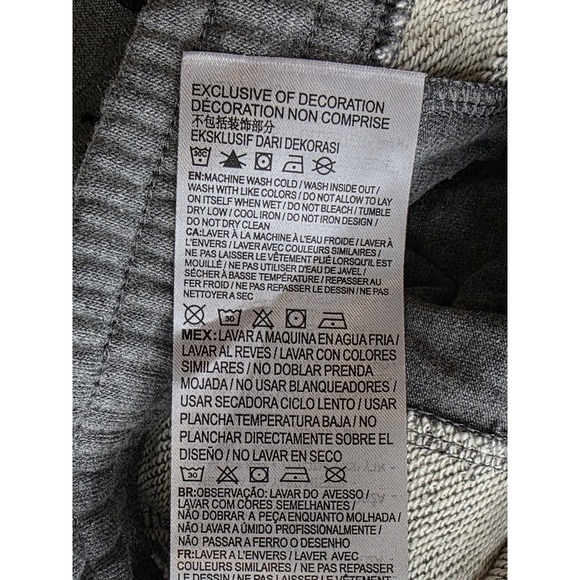 EXCLUSIVE OF DECORATION
DÉCORATION NON COMPRISE
不包括装饰部分
EKSKLUSIF DARI DEKORASI
EN:MACHINE WASH COLD / WASH INSIDE OUT /
WASH WITH LIKE COLORS / DO NOT ALLOW TO LAY
ON ITSELF WHEN WET / DO NOT BLEACH / TUMBLE
DRY LOW / COOL IRON / DO NOT IRON DESIGN /
DO NOT DRY CLEAN
CA:LAVER À LA MACHINE À L'EAU FROIDE / LAVER À
L'ENVERS / LAVER AVEC COULEURS SIMILAIRES /
NE PAS LAISSER LE VÊTEMENT PLIÉ LORSQU'IL EST
MOUILLÉ / NE PAS UTILISER D'EAU DE JAVEL /
SÉCHER À BASSE TEMPÉRATURE / REPASSER AU
FER FROID / NE PAS REPASSER LE DESSIN / NE PAS
NETTOYER A SEC
30
MEX: LAVAR A MAQUINA EN AGUA FRIA /
LAVAR AL REVES / LAVAR CON COLORES
SIMILARES / NO DOBLAR PRENDA
MOJADA / NO USAR BLANQUEADORES /
USAR SECADORA CICLO LENTO / USAR
PLANCHA TEMPERATURA BAJA / NO
PLANCHAR DIRECTAMENTE SOBRE EL
DISEÑO / NO LAVAR EN SECO
30
BR:OBSERVAÇÃO: LAVAR DO AVESSO /
LAVAR COM CORES SEMELHANTES /
NÃO DOBRAR A PEÇA ENQUANTO MOLHADA /
NÃO LAVAR A ÚMIDO PROFISSIONALMENTE /
NÃO PASSAR A FERRO O DESENHO
FR:LAVER A L'ENVERS / LAVER AVEC
COULEURS SIMILAIRES / NE PAS REPASSER
LE DESSIN / NE PAS LAISSER LE